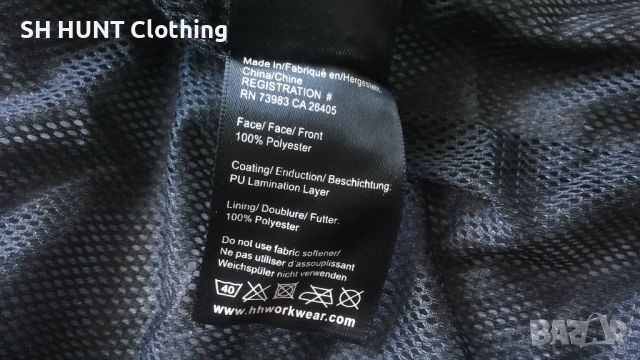 SH HUNT Clothing
Made in/Fabriqué en/Hergestellt
China/Chine
REGISTRATION #
RN 73983 CA 26405
Face/ Face/ Front
100% Polyester
Coating/ Enduction/ Beschichtung:
PU Lamination Layer
Lining/ Doublure/ Futter:
100% Polyester
Do not use fabric softener/
Ne pas utiliser d'assouplissant
Weichspüler nicht verwenden
40
www.hhworkwear.com
bazar